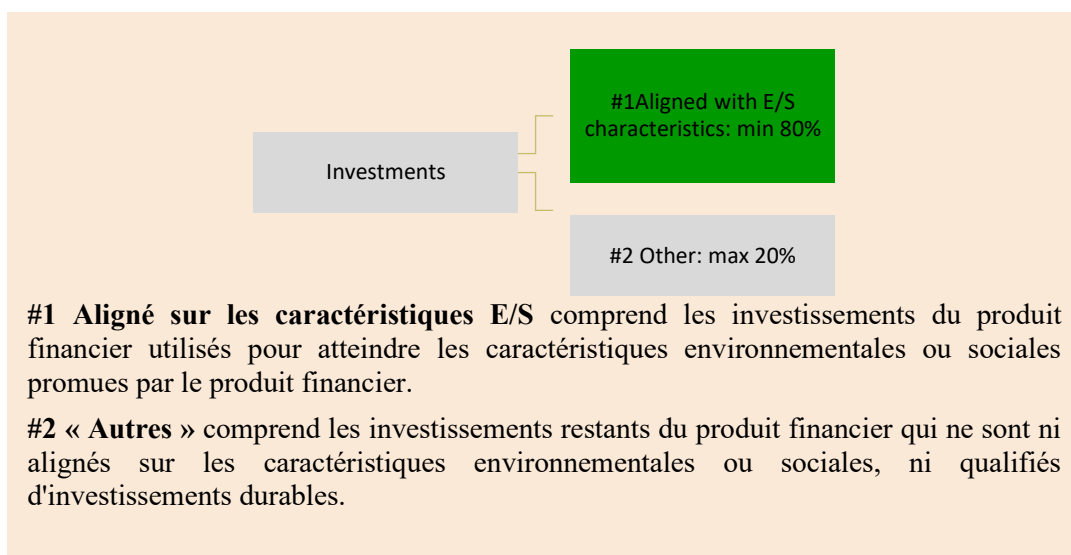 #1Aligned with E/S
characteristics: min 80%
Investments
#2 Other: max 20%
#1 Aligné sur les caractéristiques E/S comprend les investissements du produit
financier utilisés pour atteindre les caractéristiques environnementales ou sociales
promues par le produit financier.
#2 « Autres » comprend les investissements restants du produit financier qui ne sont ni
alignés sur les caractéristiques environnementales ou sociales, ni qualifiés
d'investissements durables.